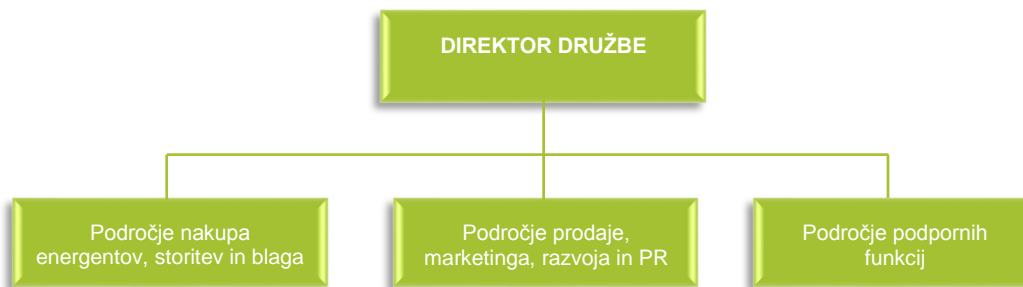 DIREKTOR DRUŽBE
Področje nakupa
energentov, storitev in blaga
Področje prodaje,
marketinga, razvoja in PR
Področje podpornih
funkcij